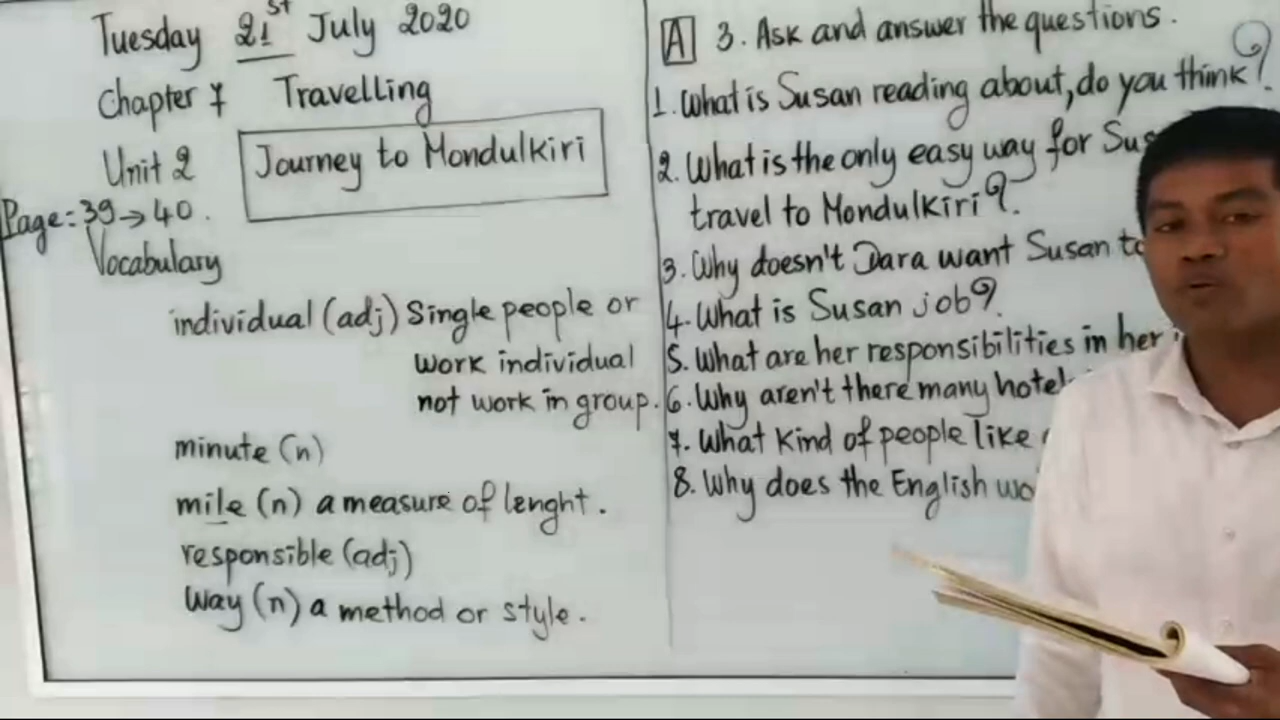 Tuesday 21st July 2020
Chapter 7 Travelling
Unit 2 Journey to Mondulkiri
Page: 39 → 40.
Vocabulary
individual (adj) Single people or
work individual
not work in group.
minute (n)
mile (n) a measure of lenght.
responsible (adj)
way (n) a method or style.
A 3. Ask and answer the questions.
1. What is Susan reading about, do you think?
2. What is the only easy way for
travel to Mondulkiri?
3. Why doesn't Dara want Susan to
4. What is Susan job?
5. What are her responsibilities in her
6. Why aren't there many
7. What kind of people like
8. Why does the English